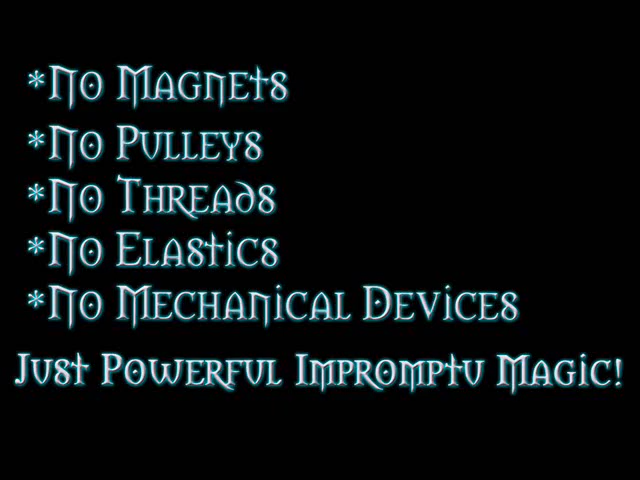 *No Magnets
*No Pulleys
*No Threads
*No Elastics
*No Mechanical Devices
Just Powerful Impromptu Magic!